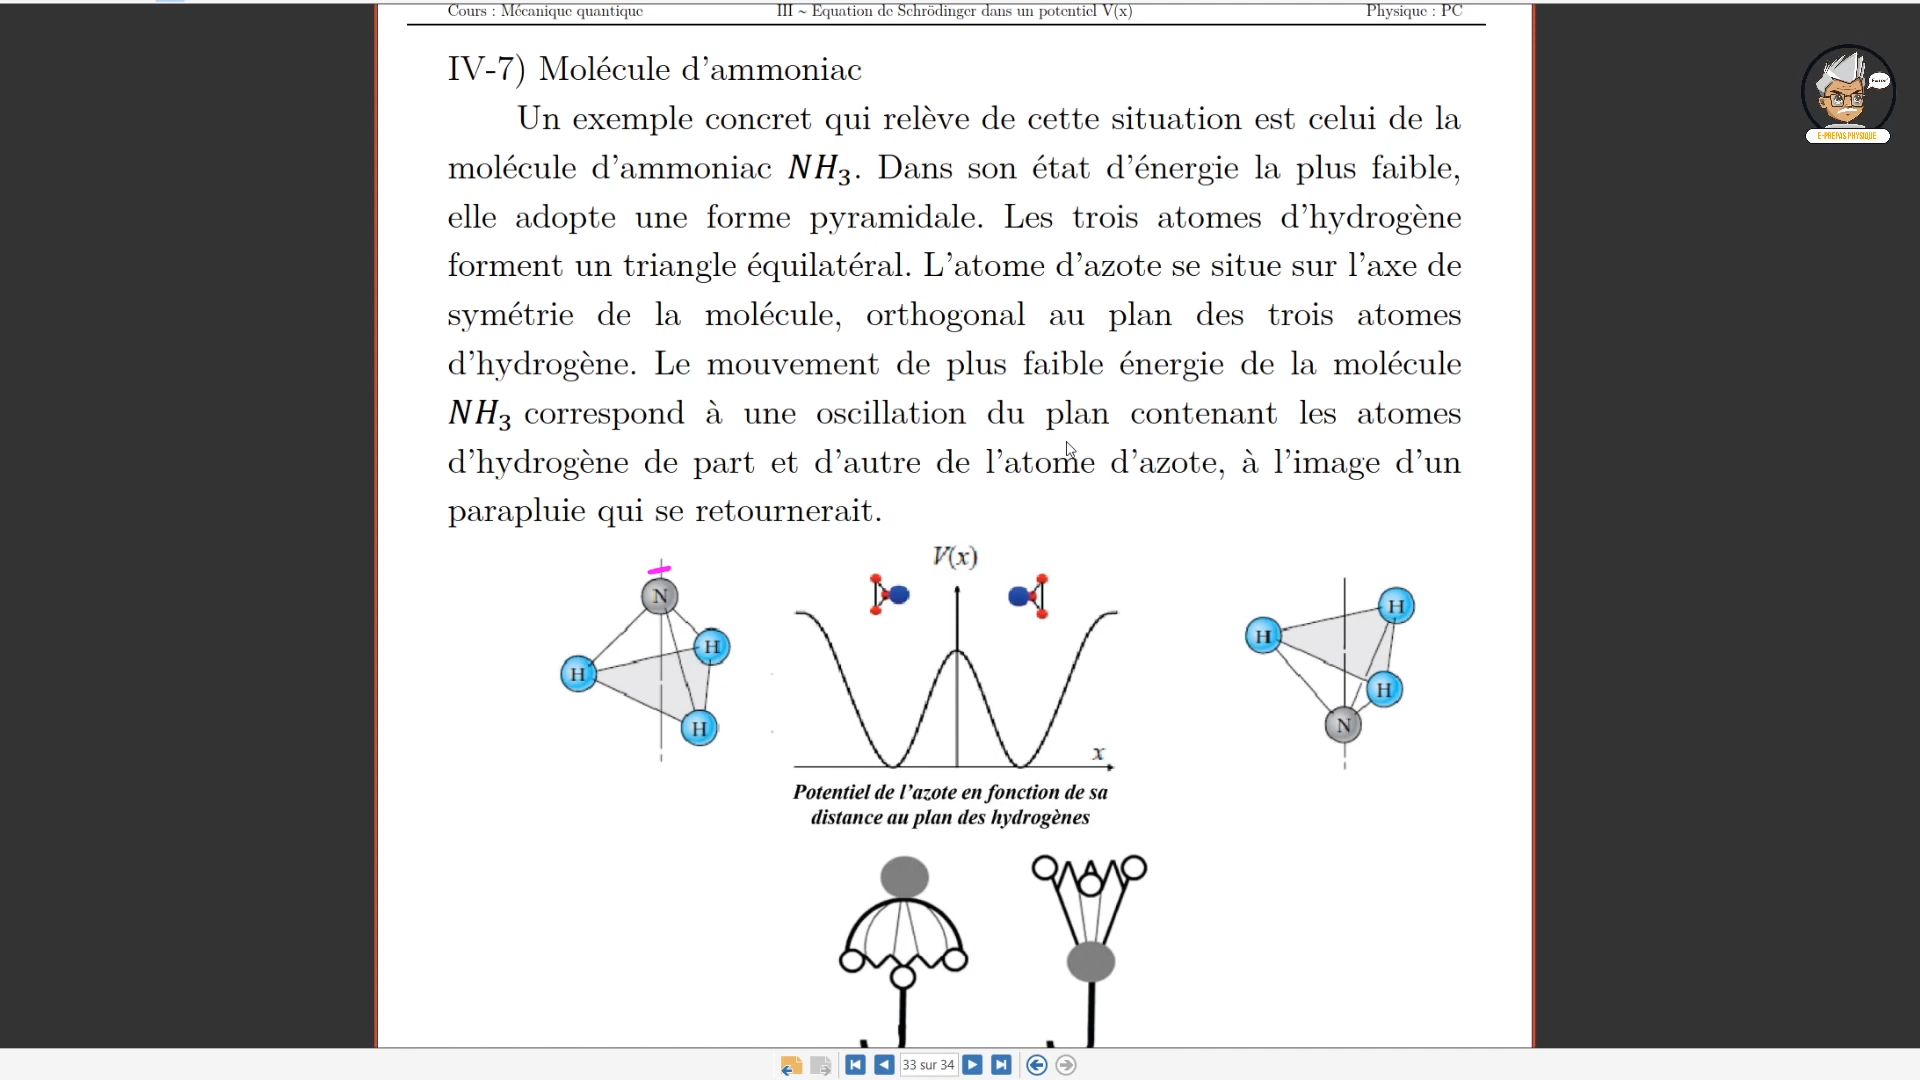 Cours : Mécanique quantique III ~ Equation de Schrödinger dans un potentiel V(x) Physique : PC
IV-7) Molécule d'ammoniac
Un exemple concret qui relève de cette situation est celui de la
molécule d'ammoniac NH₃. Dans son état d'énergie la plus faible,
elle adopte une forme pyramidale. Les trois atomes d'hydrogène
forment un triangle équilatéral. L'atome d'azote se situe sur l'axe de
symétrie de la molécule, orthogonal au plan des trois atomes
d'hydrogène. Le mouvement de plus faible énergie de la molécule
NH₃ correspond à une oscillation du plan contenant les atomes
d'hydrogène de part et d'autre de l'atome d'azote, à l'image d'un
parapluie qui se retournerait.
N
H
H
H
V(x)
x
Potentiel de l'azote en fonction de sa
distance au plan des hydrogènes
H
H
H
N
E-PREPAS PHYSIQUE
33 sur 34